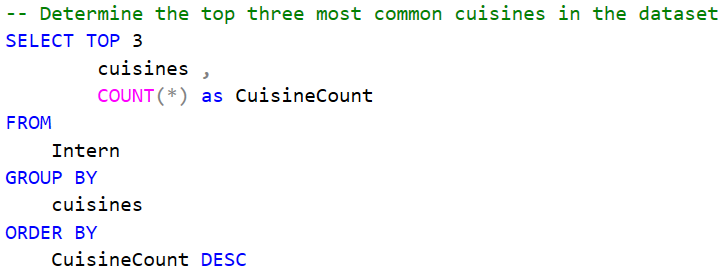 -- Determine the top three most common cuisines in the dataset
SELECT TOP 3
cuisines ,
COUNT(*) as CuisineCount
FROM
Intern
GROUP BY
cuisines
ORDER BY
CuisineCount DESC